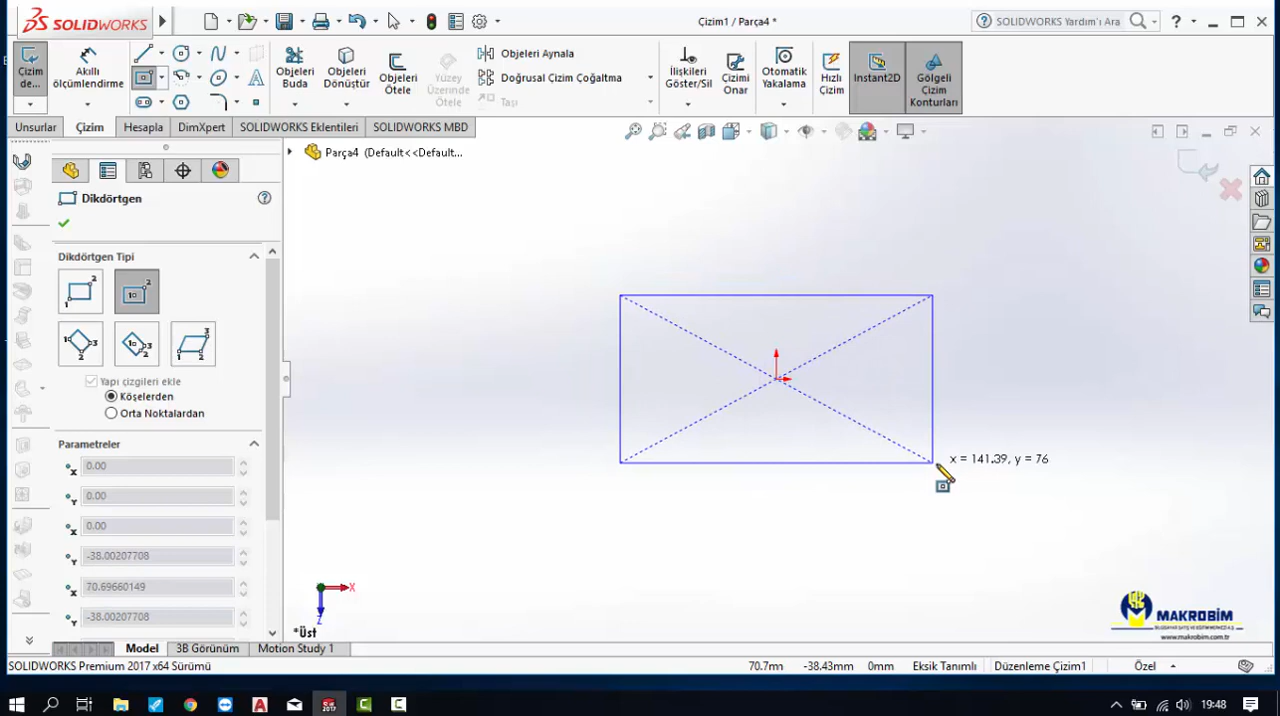 SOLIDWORKS
Çizim1 / Parça4 *
SOLIDWORKS Yardım'ı Ara
Çizim
de...
Akıllı
ölçümlendirme
Objeleri
Buda
Objeleri
Dönüştür
Objeleri
Ötele
Yüzey
Üzerinde
Ötele
Objeleri Aynala
Doğrusal Çizim Çoğaltma
Taşı
İlişkileri
Göster/Sil
Çizimi
Onar
Otomatik
Yakalama
Hızlı
Çizim
Instant2D
Gölgeli
Çizim
Konturları
Unsurlar
Çizim
Hesapla
DimXpert
SOLIDWORKS Eklentileri
SOLIDWORKS MBD
Parça4 (Default<<Default...
Dikdörtgen
Dikdörtgen Tipi
Yapı çizgileri ekle
Köşelerden
Orta Noktalardan
Parametreler
0.00
0.00
0.00
-38.00207708
70.69660149
-38.00207708
x = 141.39, y = 76
X
Z
*Üst
MAKROBİM
www.makrobim.com.tr
Model
3B Görünüm
Motion Study 1
SOLIDWORKS Premium 2017 x64 Sürümü
70.7mm
-38.43mm
0mm
Eksik Tanımlı
Düzenleme Çizim1
Özel
19:48